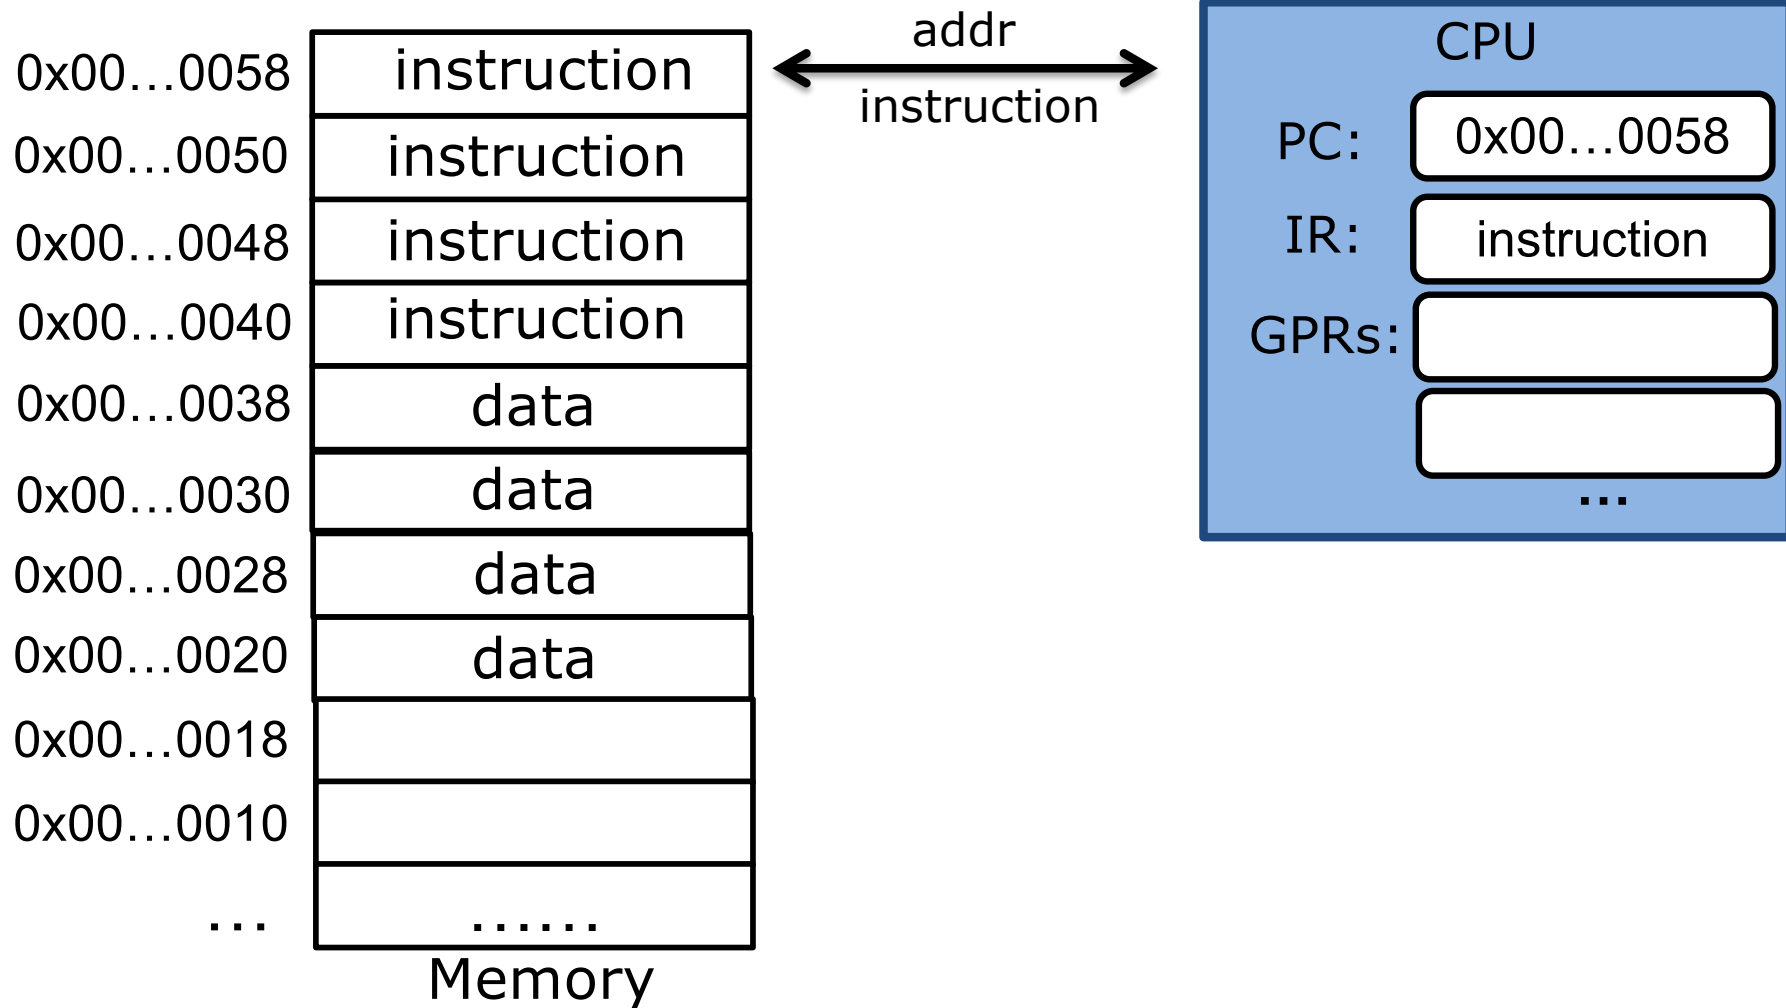 0x00…0058 instruction
0x00…0050 instruction
0x00…0048 instruction
0x00…0040 instruction
0x00…0038 data
0x00…0030 data
0x00…0028 data
0x00…0020 data
0x00…0018
0x00…0010
… ......
Memory
addr
instruction
CPU
PC: 0x00…0058
IR: instruction
GPRs:
...